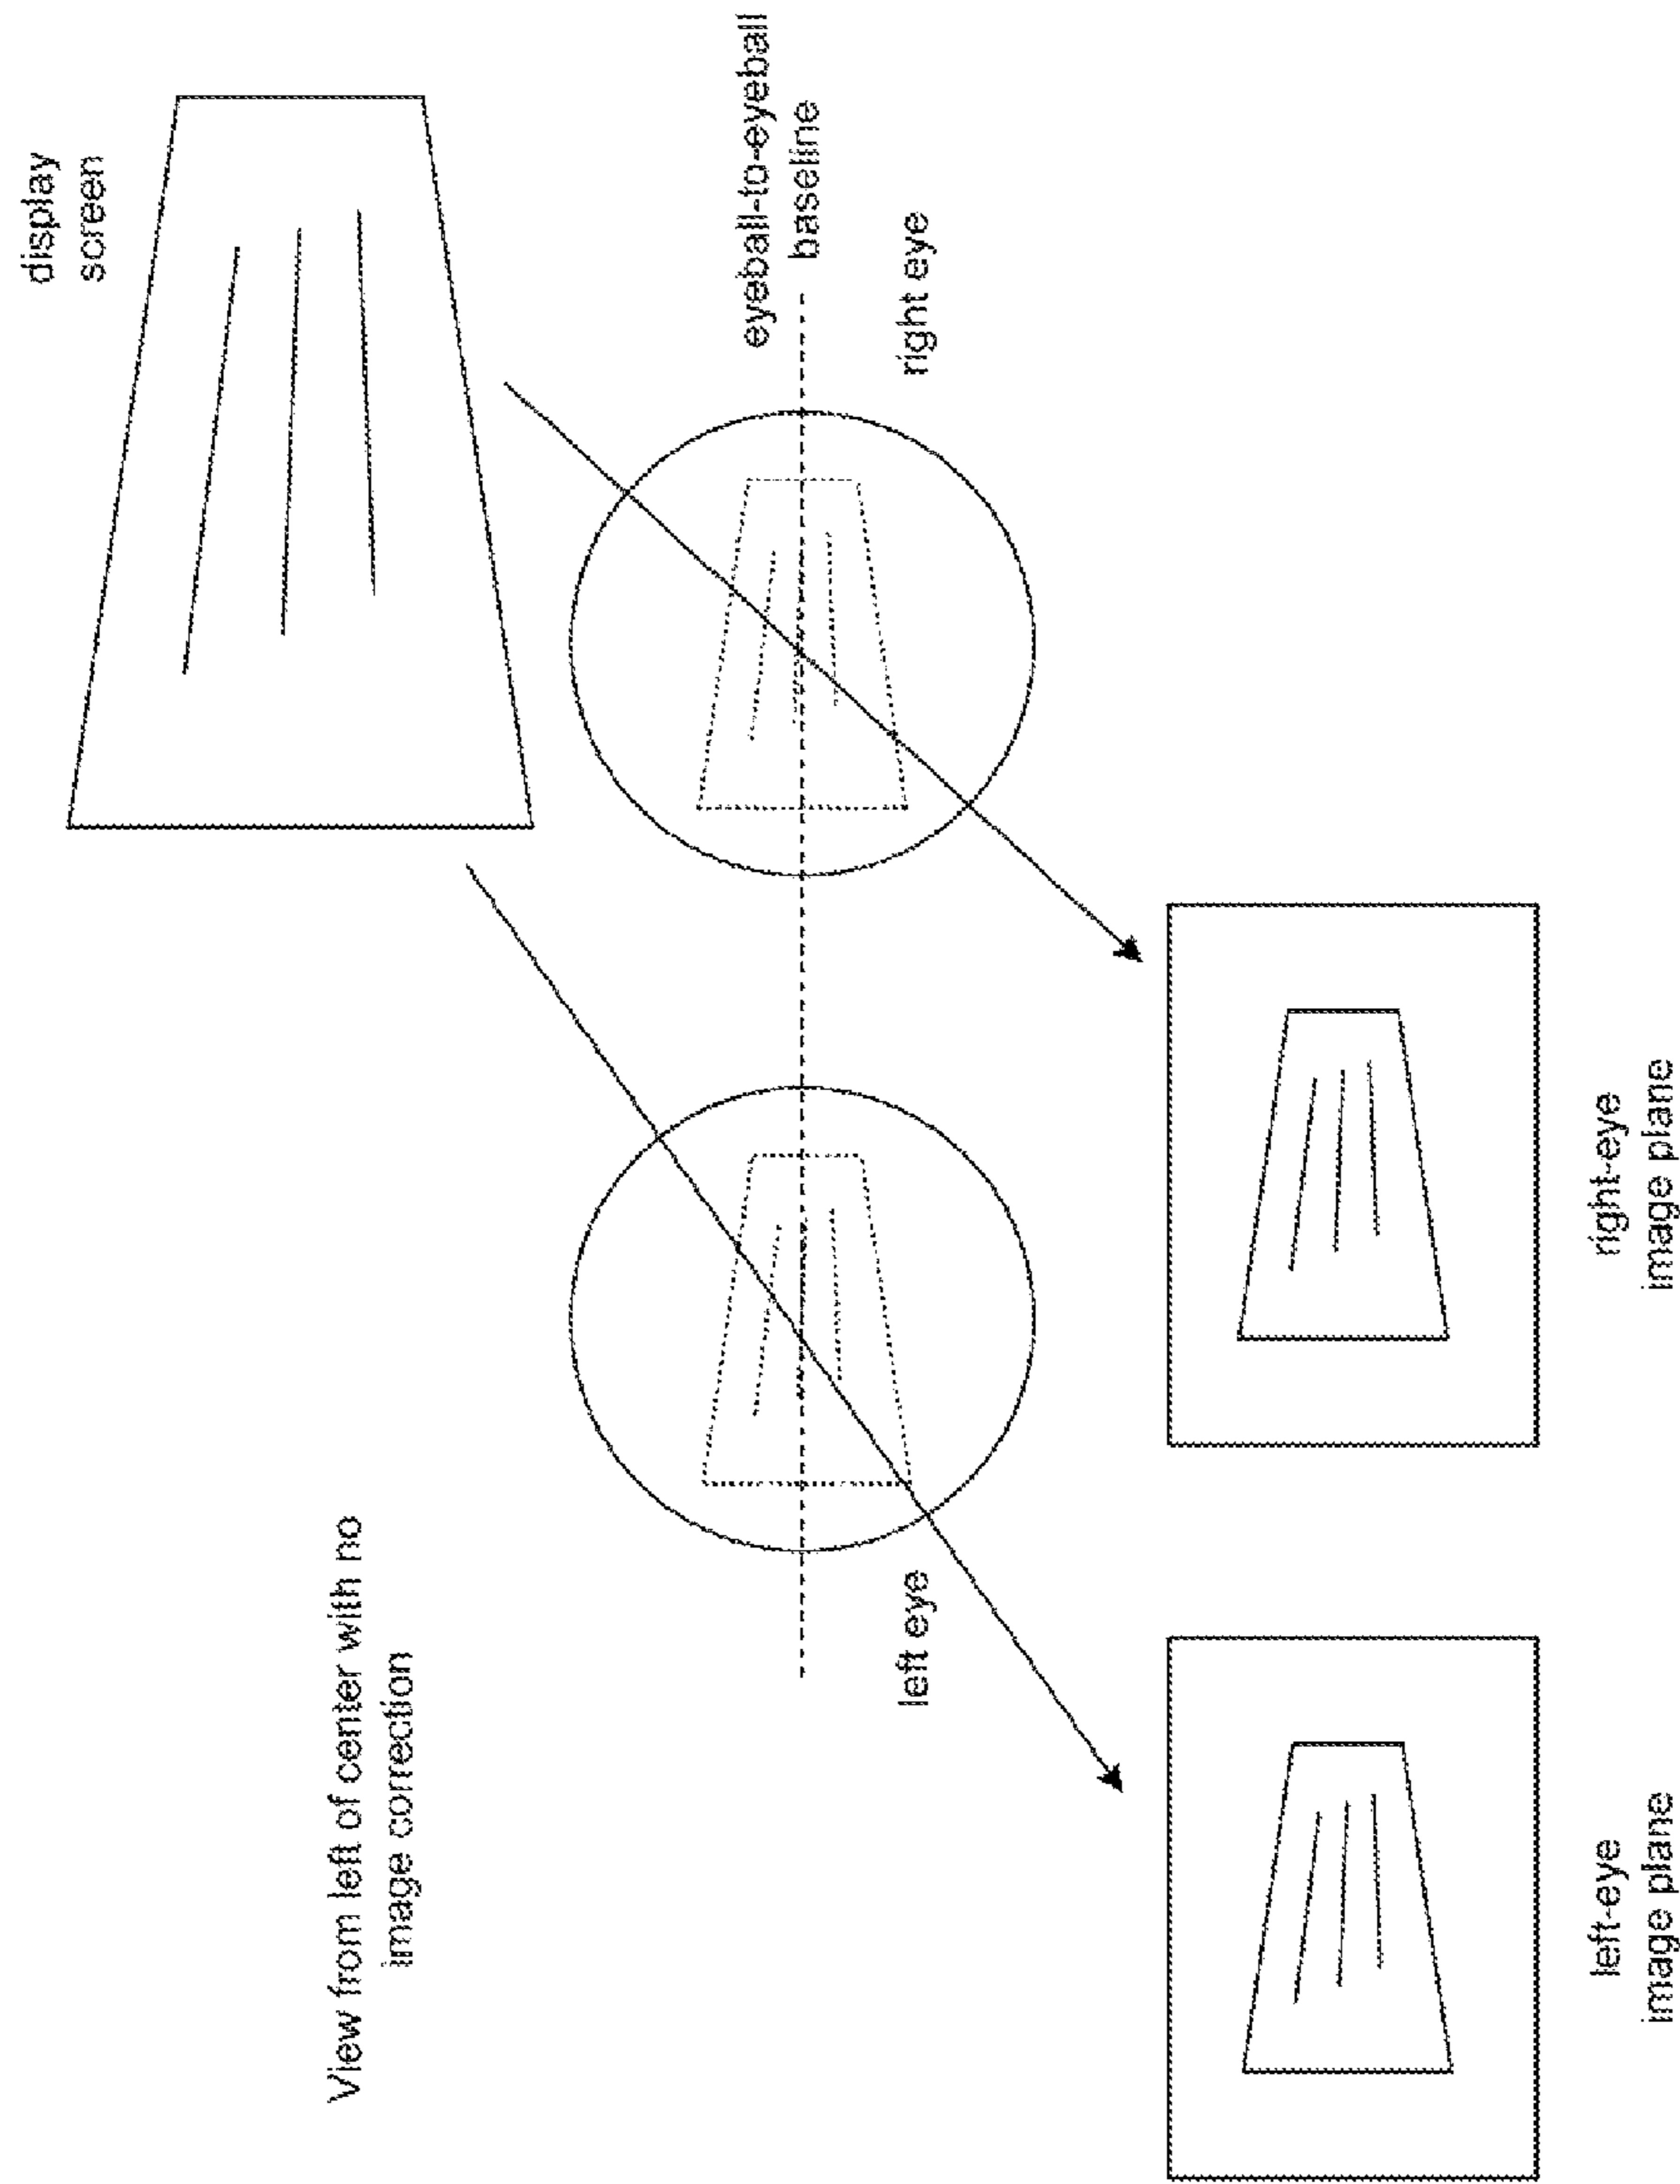 View from left of center with no
image correction
display
screen
eyeball-to-eyeball
baseline
left eye
right eye
left-eye
image plane
right-eye
image plane